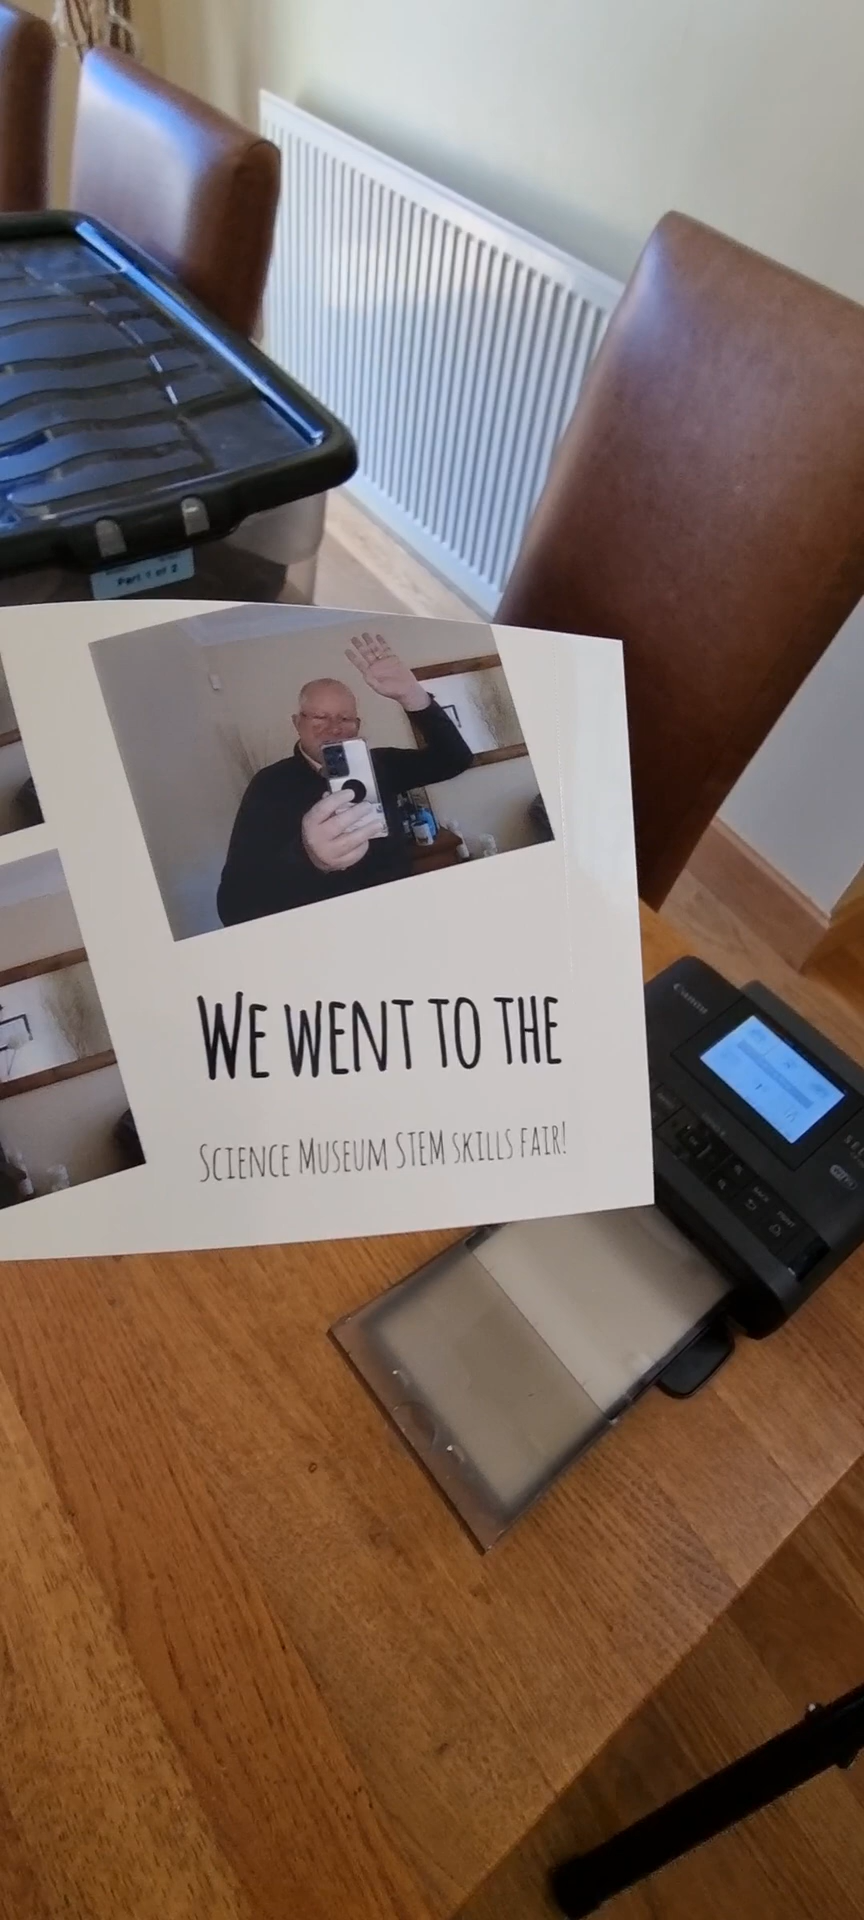 Part 1 of 2
WE WENT TO THE
SCIENCE MUSEUM STEM SKILLS FAIR!
Canon